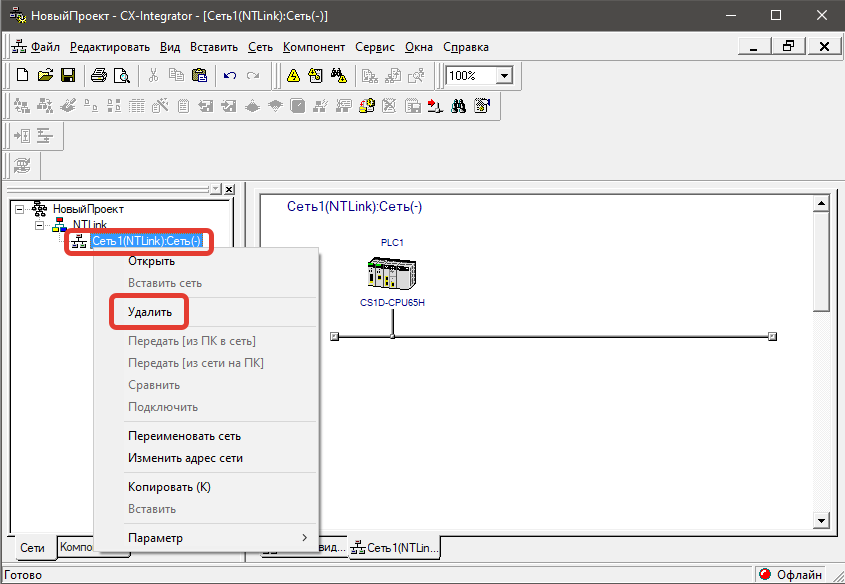 НовыйПроект - CX-Integrator - [Сеть1(NTLink):Сеть(-)]
Файл Редактировать Вид Вставить Сеть Компонент Сервис Окна Справка
100%
НовыйПроект
NTLink
Сеть1(NTLink):Сеть(-)
Открыть
Вставить сеть
Удалить
Передать [из ПК в сеть]
Передать [из сети на ПК]
Сравнить
Подключить
Переименовать сеть
Изменить адрес сети
Копировать (K)
Вставить
Параметр
Сеть1(NTLink):Сеть(-)
PLC1
CS1D-CPU65H
Сети Компо вид... Сеть1(NTLin...
Готово Офлайн